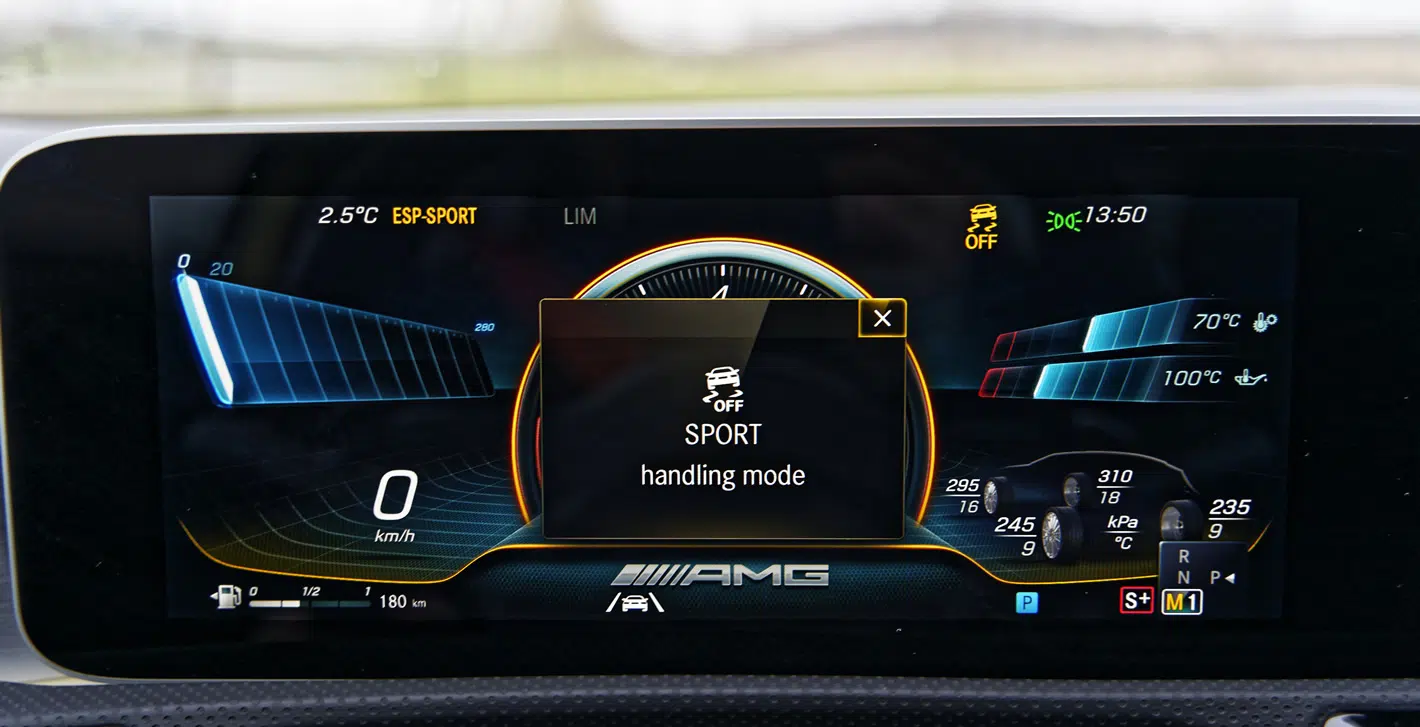 2.5°C ESP-SPORT LIM OFF 13:50
0 20 280
4
70°C
100°C
OFF
SPORT
handling mode
0
km/h
295
16
310
18
245
9
kPa
°C
235
9
AMG
R
N P
0 1/2 1 180 km
P S+ M1